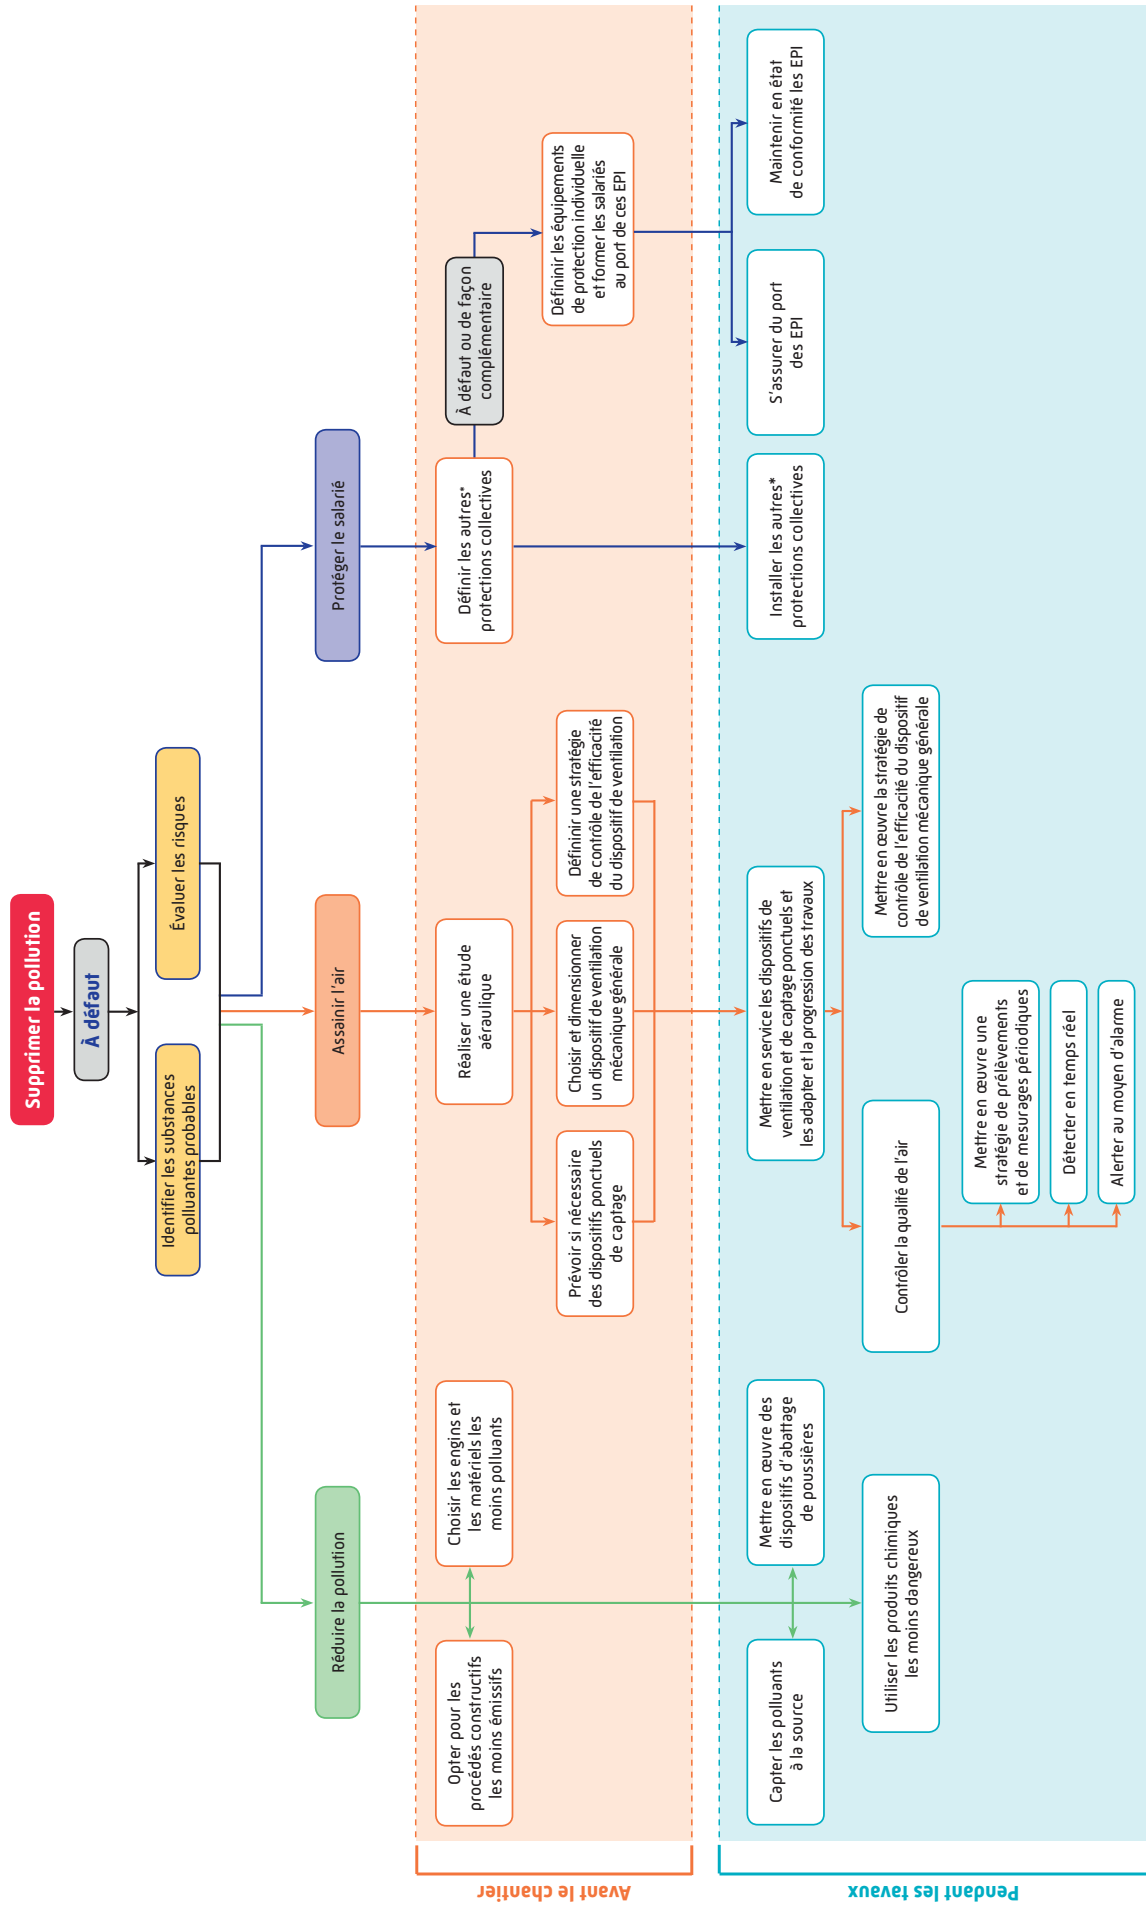 Supprimer la pollution
À défaut
Identifier les substances
polluantes probables
Évaluer les risques
Réduire la pollution
Assainir l'air
Protéger le salarié
Avant le chantier
Opter pour les
procédés constructifs
les moins émissifs
Choisir les engins et
les matériels les
moins polluants
Réaliser une étude
aéraulique
Prévoir si nécessaire
des dispositifs ponctuels
de captage
Choisir et dimensionner
un dispositif de ventilation
mécanique générale
Défininir une stratégie
de contrôle de l'efficacité
du dispositif de ventilation
Définir les autres*
protections collectives
À défaut ou de façon
complémentaire
Défininir les équipements
de protection individuelle
et former les salariés
au port de ces EPI
Pendant les tavaux
Capter les polluants
à la source
Mettre en œuvre des
dispositifs d'abattage
de poussières
Utiliser les produits chimiques
les moins dangereux
Mettre en service les dispositifs de
ventilation et de captage ponctuels et
les adapter et la progression des travaux
Contrôler la qualité de l'air
Mettre en œuvre une
stratégie de prélèvements
et de mesurages périodiques
Détecter en temps réel
Alerter au moyen d'alarme
Mettre en œuvre la stratégie de
contrôle de l'efficacité du dispositif
de ventilation mécanique générale
Installer les autres*
protections collectives
S'assurer du port
des EPI
Maintenir en état
de conformité les EPI